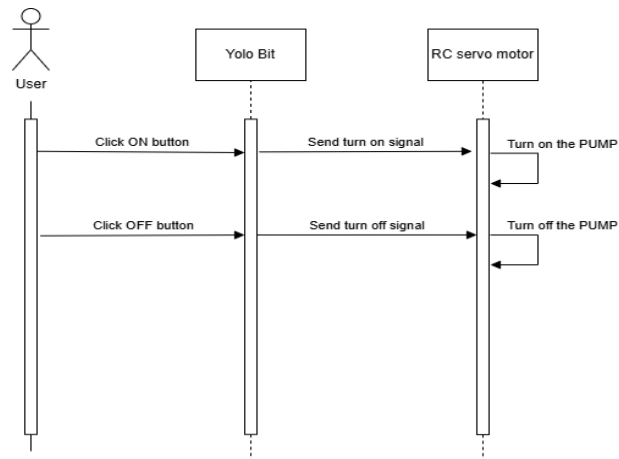 User
Yolo Bit
RC servo motor
Click ON button
Send turn on signal
Turn on the PUMP
Click OFF button
Send turn off signal
Turn off the PUMP